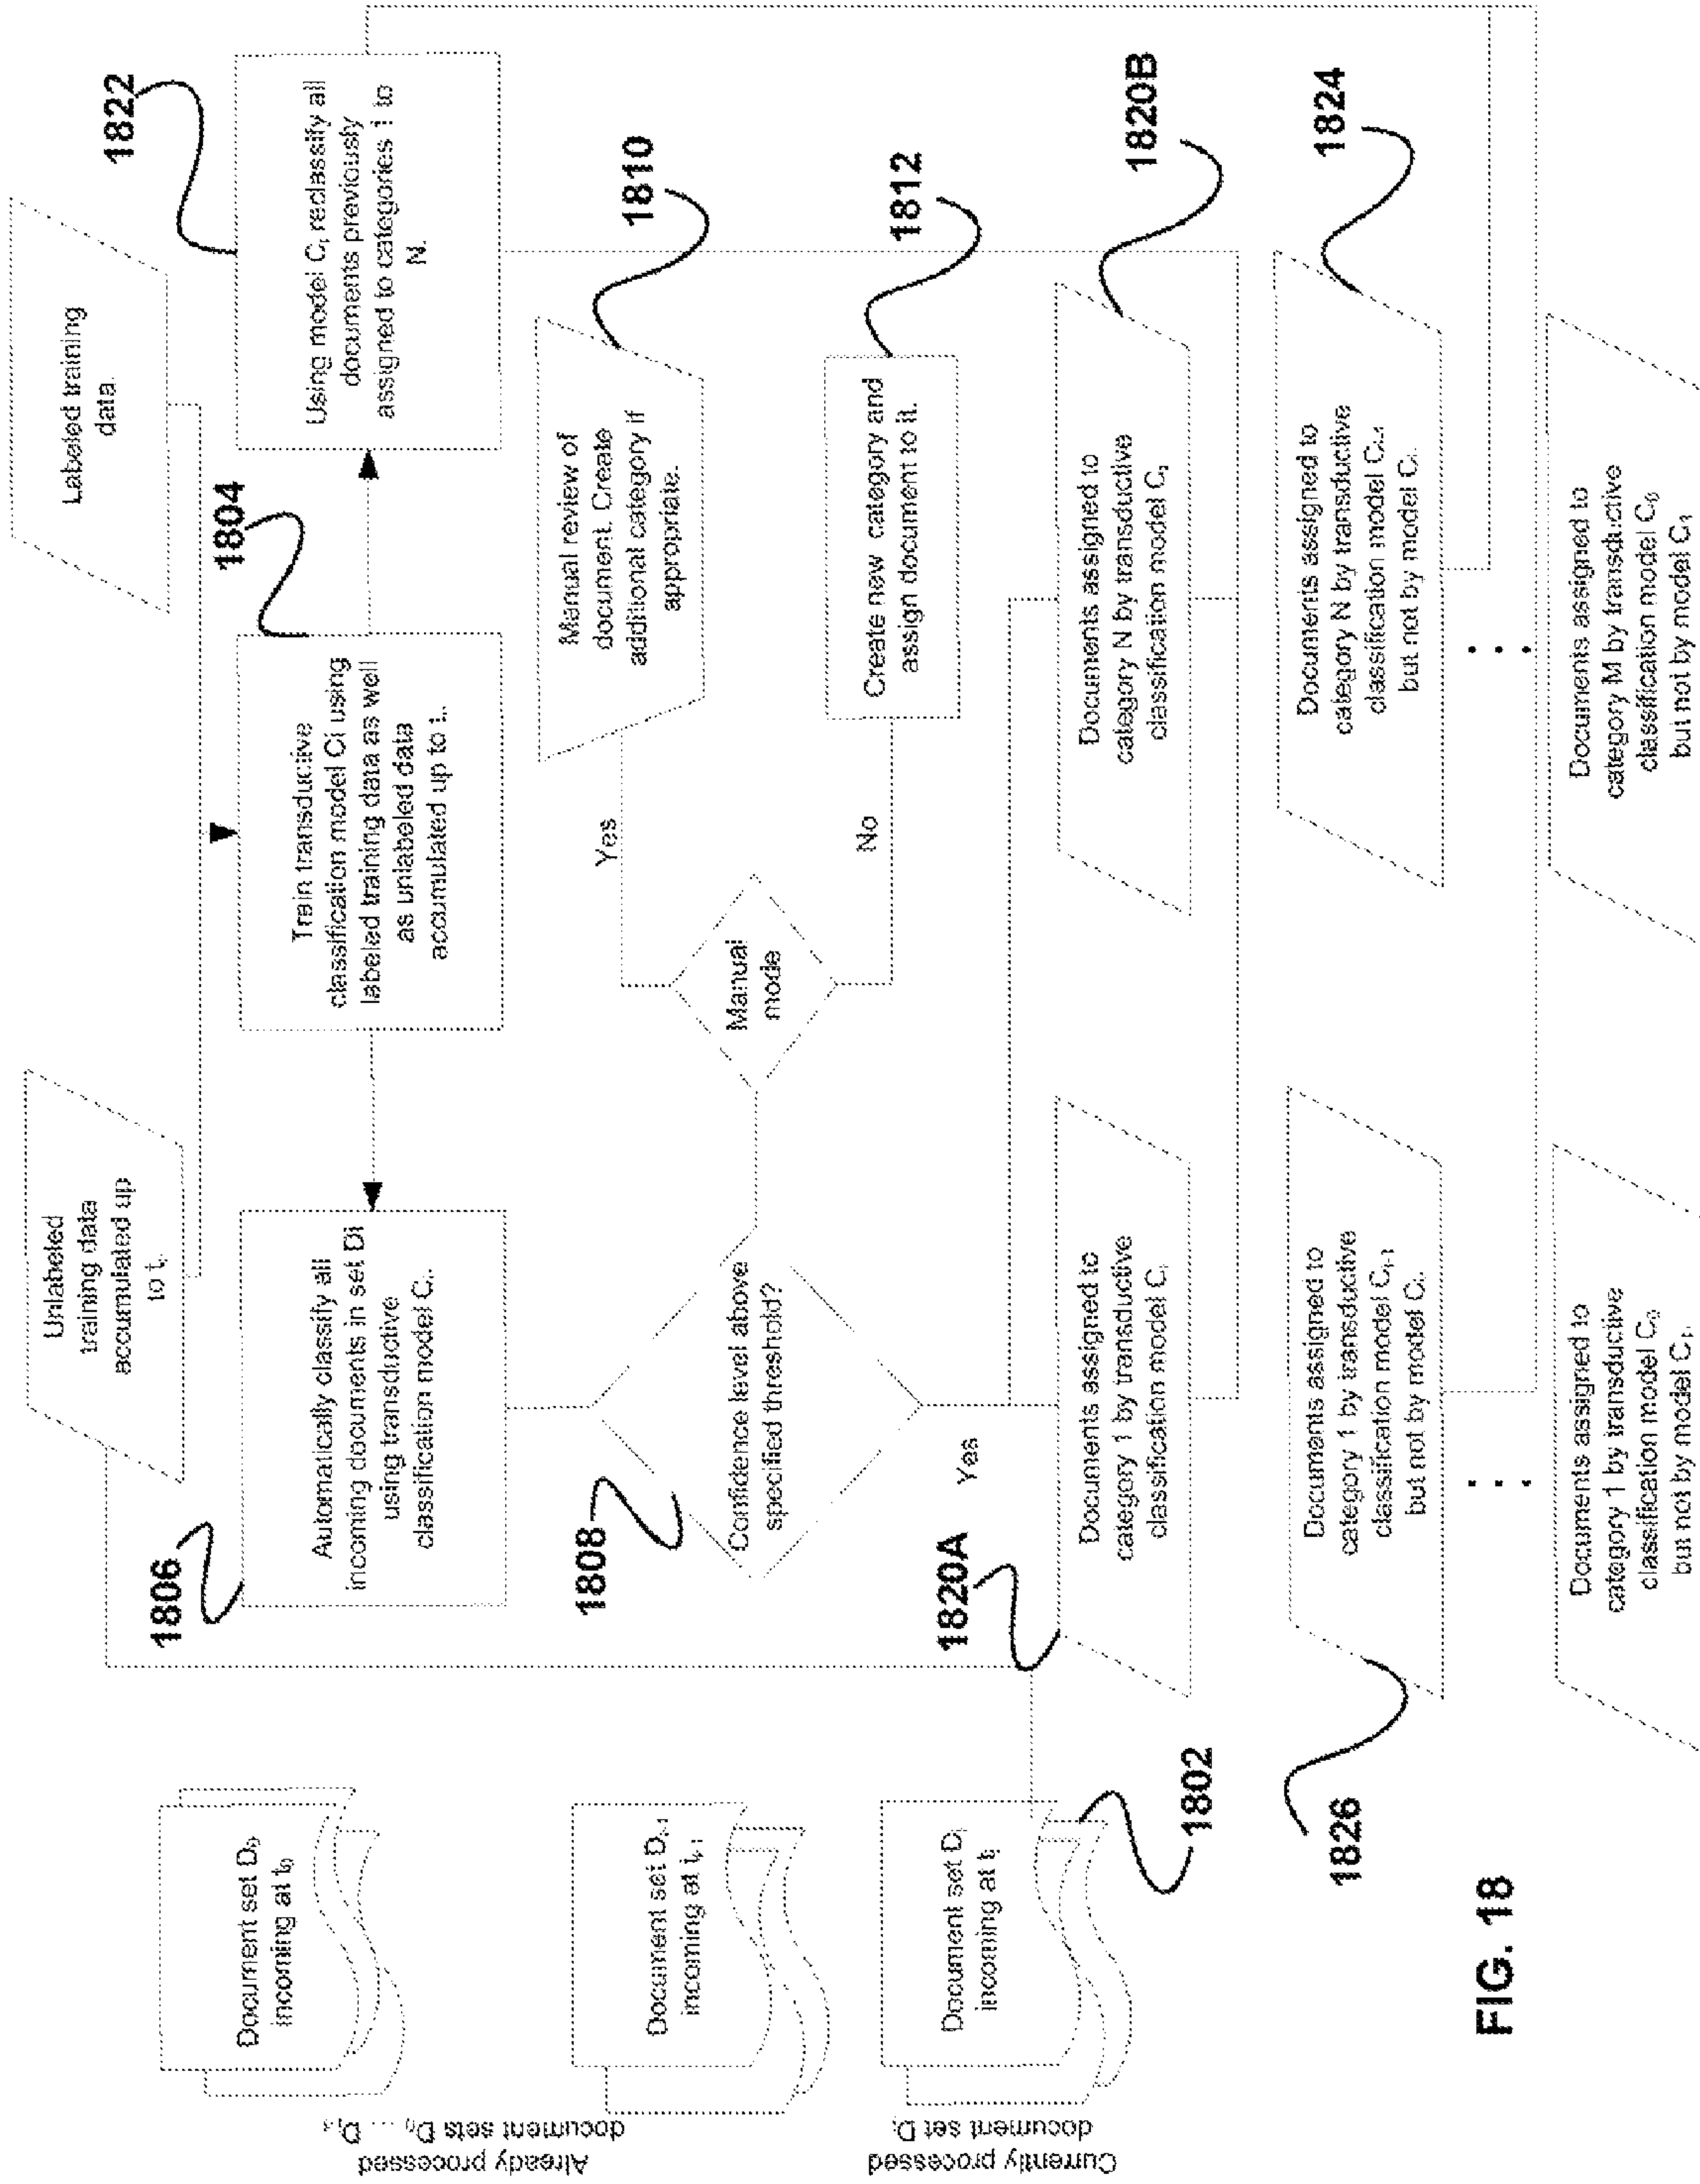 Unlabeled
training data
accumulated up
to tᵢ
Labeled training
data.
1806
Automatically classify all
incoming documents in set Di
using transductive
classification model Cᵢ.
1804
Train transductive
classification model Ci using
labeled training data as well
as unlabeled data
accumulated up to tᵢ.
1822
Using model Cᵢ reclassify all
documents previously
assigned to categories 1 to
N.
1808
Confidence level above
specified threshold?
Manual
mode
Yes
1810
Manual review of
document. Create
additional category if
appropriate.
No
1812
Create new category and
assign document to it.
Yes
1820A
Documents assigned to
category 1 by transductive
classification model Cᵢ
1820B
Documents assigned to
category N by transductive
classification model Cᵢ
1826
Documents assigned to
category 1 by transductive
classification model Cᵢ₋₁
but not by model Cᵢ.
1824
Documents assigned to
category N by transductive
classification model Cᵢ₋₁
but not by model Cᵢ.
Documents assigned to
category 1 by transductive
classification model C₀
but not by model C₁.
Documents assigned to
category M by transductive
classification model C₀
but not by model C₁
Already processed
document sets D₀ ... Dᵢ₋₁
Document set D₀
incoming at t₀
Document set Dᵢ₋₁
incoming at tᵢ₋₁
Currently processed
document set Dᵢ
Document set Dᵢ
incoming at tᵢ
1802
FIG. 18